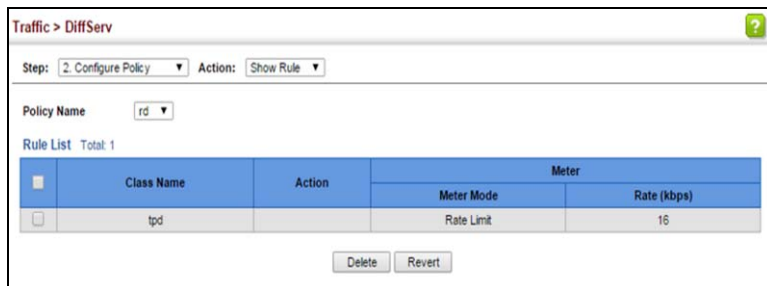 Traffic > DiffServ
?
Step: 2. Configure Policy Action: Show Rule
Policy Name rd
Rule List Total: 1
Class Name Action Meter
Meter Mode Rate (kbps)
tpd Rate Limit 16
Delete Revert